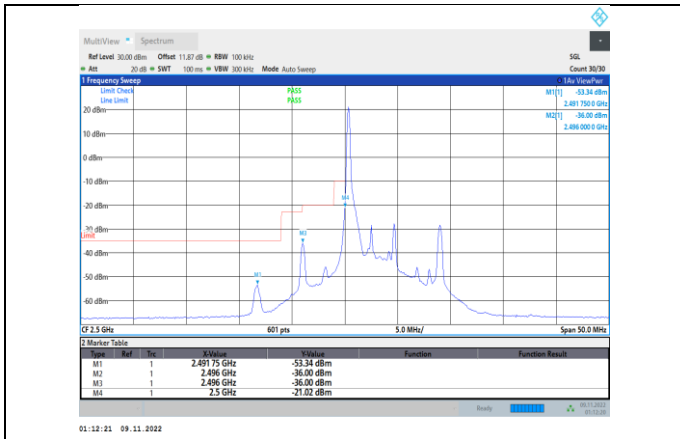 MultiView Spectrum
Ref Level 30.00 dBm Offset 11.87 dB RBW 100 kHz SGL
Att 20 dB SWT 100 ms VBW 300 kHz Mode Auto Sweep Count 30/30
1 Frequency Sweep 1Av ViewPwr
Limit Check PASS M1[1] -53.34 dBm
Line Limit PASS 2.491 750 0 GHz
M2[1] -36.00 dBm
2.496 000 0 GHz
20 dBm
10 dBm
0 dBm
-10 dBm
-20 dBm
M4
-30 dBm
Limit
M3
-40 dBm
-50 dBm
M1
-60 dBm
CF 2.5 GHz 601 pts 5.0 MHz/ Span 50.0 MHz
2 Marker Table
Type Ref Trc X-Value Y-Value Function Function Result
M1 1 2.491 75 GHz -53.34 dBm
M2 1 2.496 GHz -36.00 dBm
M3 1 2.496 GHz -36.00 dBm
M4 1 2.5 GHz -21.02 dBm
Ready 09.11.2022
01:12:20
01:12:21 09.11.2022